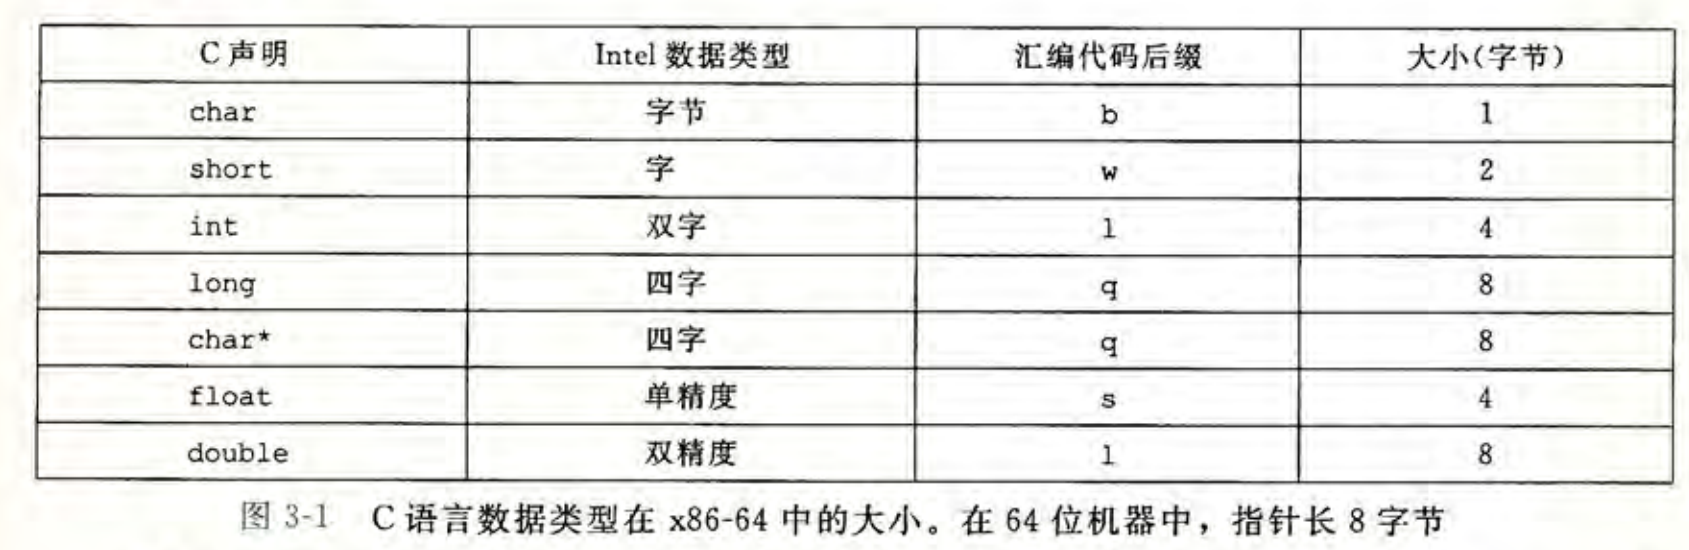 C 声明 Intel 数据类型 汇编代码后缀 大小(字节)
char 字节 b 1
short 字 w 2
int 双字 l 4
long 四字 q 8
char* 四字 q 8
float 单精度 s 4
double 双精度 l 8
图 3-1 C 语言数据类型在 x86-64 中的大小。在 64 位机器中，指针长 8 字节